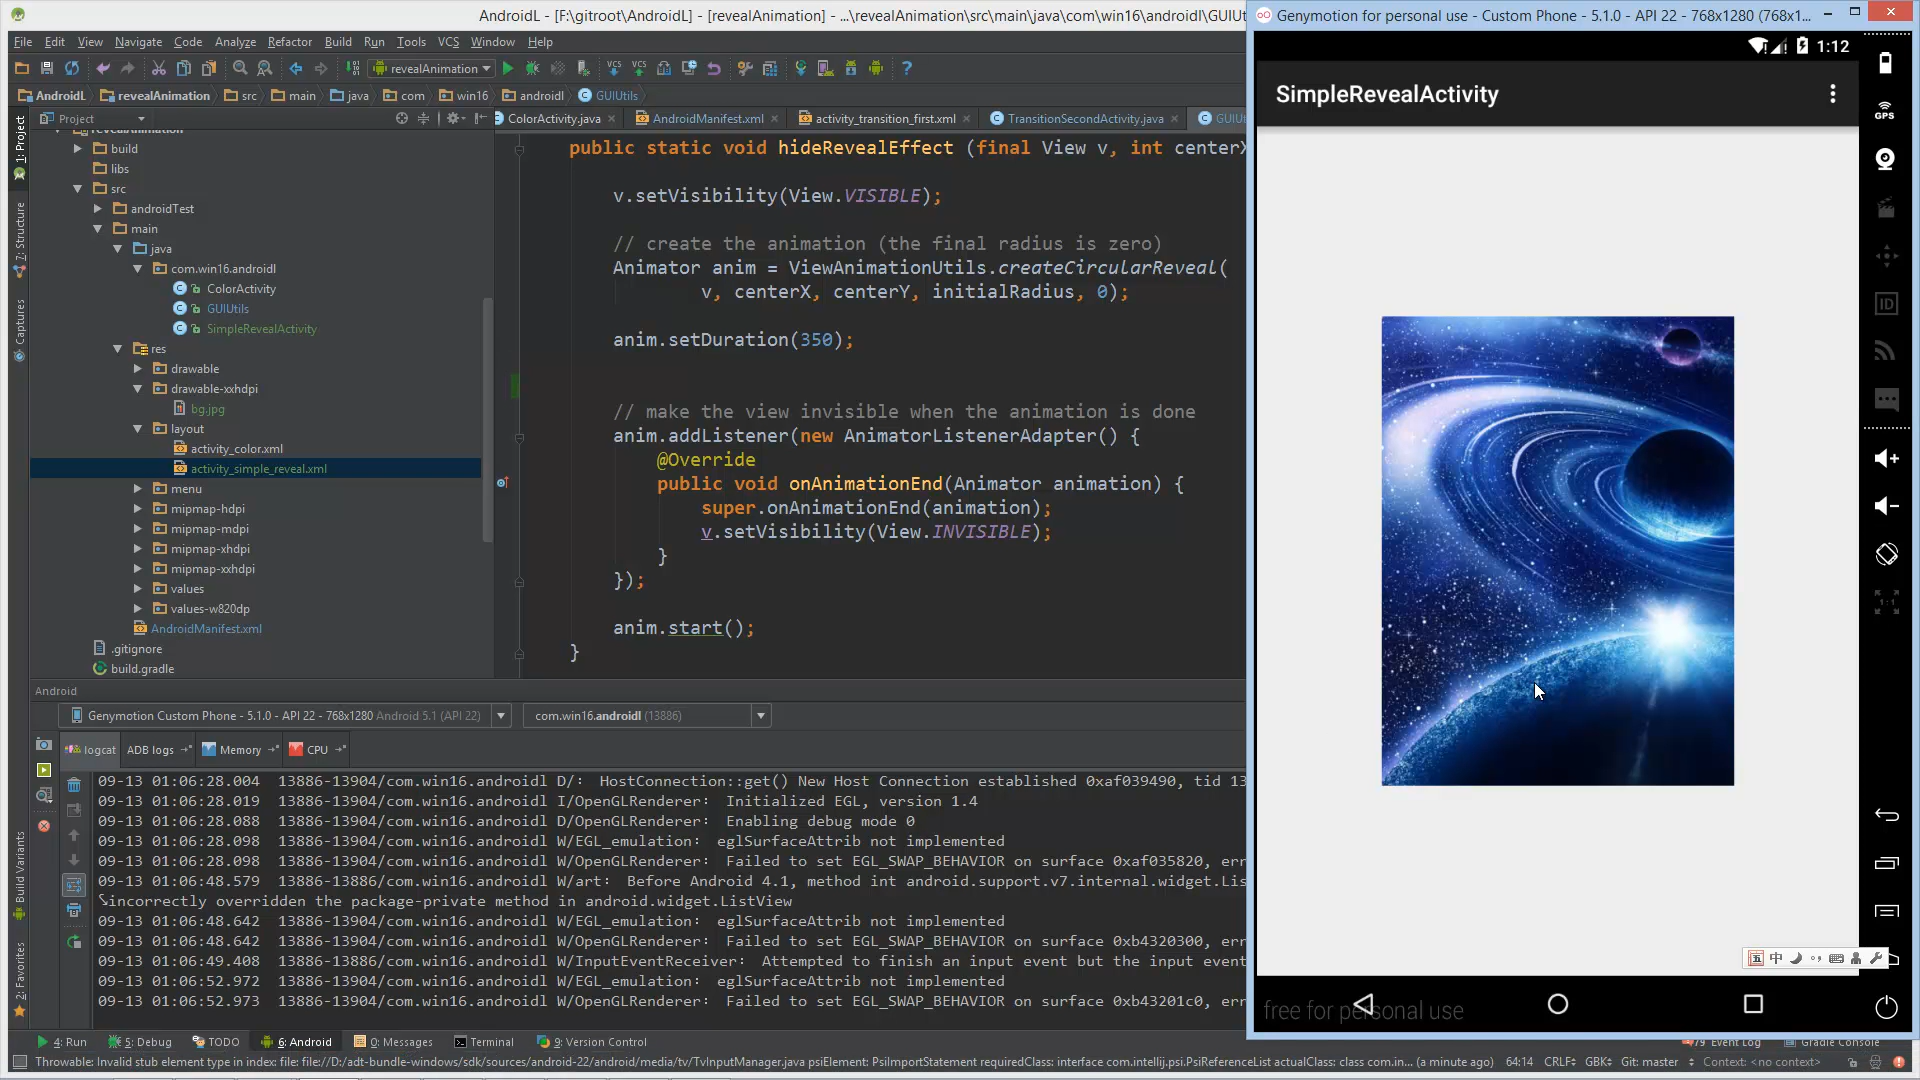 AndroidL - [F:\gitroot\AndroidL] - [revealAnimation] - ...\revealAnimation\src\main\java\com\win16\androidl\GUIUt
File Edit View Navigate Code Analyze Refactor Build Run Tools VCS Window Help
revealAnimation
AndroidL revealAnimation src main java com win16 androidl GUIUtils
Project
ColorActivity.java AndroidManifest.xml activity_transition_first.xml TransitionSecondActivity.java GUIUt
1: Project
7: Structure
Captures
Build Variants
2: Favorites
revealAnimation
build
libs
src
androidTest
main
java
com.win16.androidl
ColorActivity
GUIUtils
SimpleRevealActivity
res
drawable
drawable-xxhdpi
bg.jpg
layout
activity_color.xml
activity_simple_reveal.xml
menu
mipmap-hdpi
mipmap-mdpi
mipmap-xhdpi
mipmap-xxhdpi
values
values-w820dp
AndroidManifest.xml
.gitignore
build.gradle
public static void hideRevealEffect (final View v, int centerX
v.setVisibility(View.VISIBLE);
// create the animation (the final radius is zero)
Animator anim = ViewAnimationUtils.createCircularReveal(
v, centerX, centerY, initialRadius, 0);
anim.setDuration(350);
// make the view invisible when the animation is done
anim.addListener(new AnimatorListenerAdapter() {
@Override
public void onAnimationEnd(Animator animation) {
super.onAnimationEnd(animation);
v.setVisibility(View.INVISIBLE);
}
});
anim.start();
}
Android
Genymotion Custom Phone - 5.1.0 - API 22 - 768x1280 Android 5.1 (API 22) com.win16.androidl (13886)
logcat ADB logs Memory CPU
09-13 01:06:28.004 13886-13904/com.win16.androidl D/: HostConnection::get() New Host Connection established 0xaf039490, tid 13
09-13 01:06:28.019 13886-13904/com.win16.androidl I/OpenGLRenderer: Initialized EGL, version 1.4
09-13 01:06:28.088 13886-13904/com.win16.androidl D/OpenGLRenderer: Enabling debug mode 0
09-13 01:06:28.098 13886-13904/com.win16.androidl W/EGL_emulation: eglSurfaceAttrib not implemented
09-13 01:06:28.098 13886-13904/com.win16.androidl W/OpenGLRenderer: Failed to set EGL_SWAP_BEHAVIOR on surface 0xaf035820, err
09-13 01:06:48.579 13886-13886/com.win16.androidl W/art: Before Android 4.1, method int android.support.v7.internal.widget.Lis
incorrectly overridden the package-private method in android.widget.ListView
09-13 01:06:48.642 13886-13904/com.win16.androidl W/EGL_emulation: eglSurfaceAttrib not implemented
09-13 01:06:48.642 13886-13904/com.win16.androidl W/OpenGLRenderer: Failed to set EGL_SWAP_BEHAVIOR on surface 0xb4320300, err
09-13 01:06:49.408 13886-13886/com.win16.androidl W/InputEventReceiver: Attempted to finish an input event but the input event
09-13 01:06:52.972 13886-13904/com.win16.androidl W/EGL_emulation: eglSurfaceAttrib not implemented
09-13 01:06:52.973 13886-13904/com.win16.androidl W/OpenGLRenderer: Failed to set EGL_SWAP_BEHAVIOR on surface 0xb43201c0, err
4: Run 5: Debug TODO 6: Android 0: Messages Terminal 9: Version Control Event Log Gradle Console
Throwable: Invalid stub element type in index: file: file://D:/adt-bundle-windows/sdk/sources/android-22/android/media/tv/TvInputManager.java psiElement: PsiImportStatement requiredClass: interface com.intellij.psi.PsiReferenceList actualClass: class com.in... (a minute ago) 64:14 CRLF GBK Git: master Context: <no context>
Genymotion for personal use - Custom Phone - 5.1.0 - API 22 - 768x1280 (768x1...
1:12
SimpleRevealActivity
GPS
ID
1:1
五 中
free for personal use